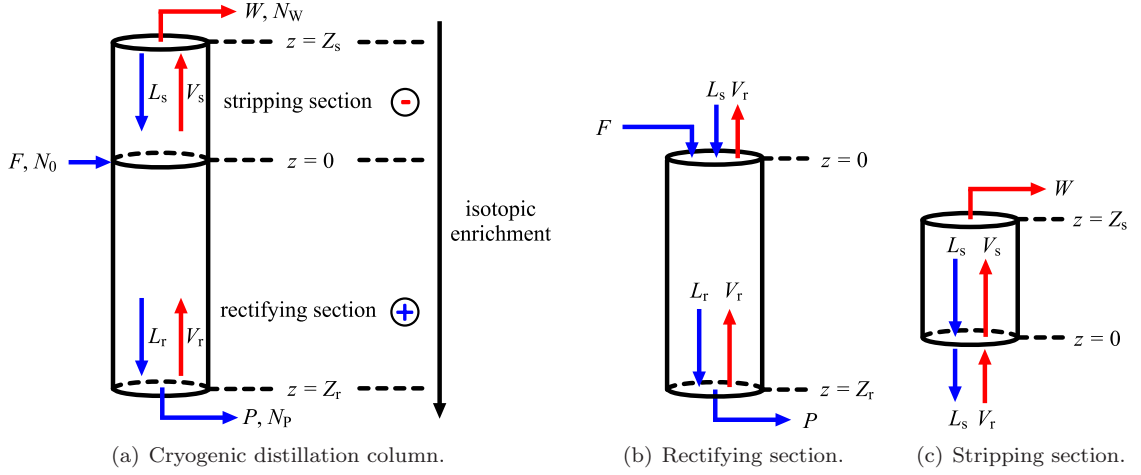 W, N_W
z = Z_s
L_s V_s
stripping section -
F, N_0
z = 0
isotopic
enrichment
rectifying section +
L_r V_r
z = Z_r
P, N_P
(a) Cryogenic distillation column.
L_s V_r
F
z = 0
L_r V_r
z = Z_r
P
(b) Rectifying section.
W
z = Z_s
L_s V_s
z = 0
L_s V_r
(c) Stripping section.